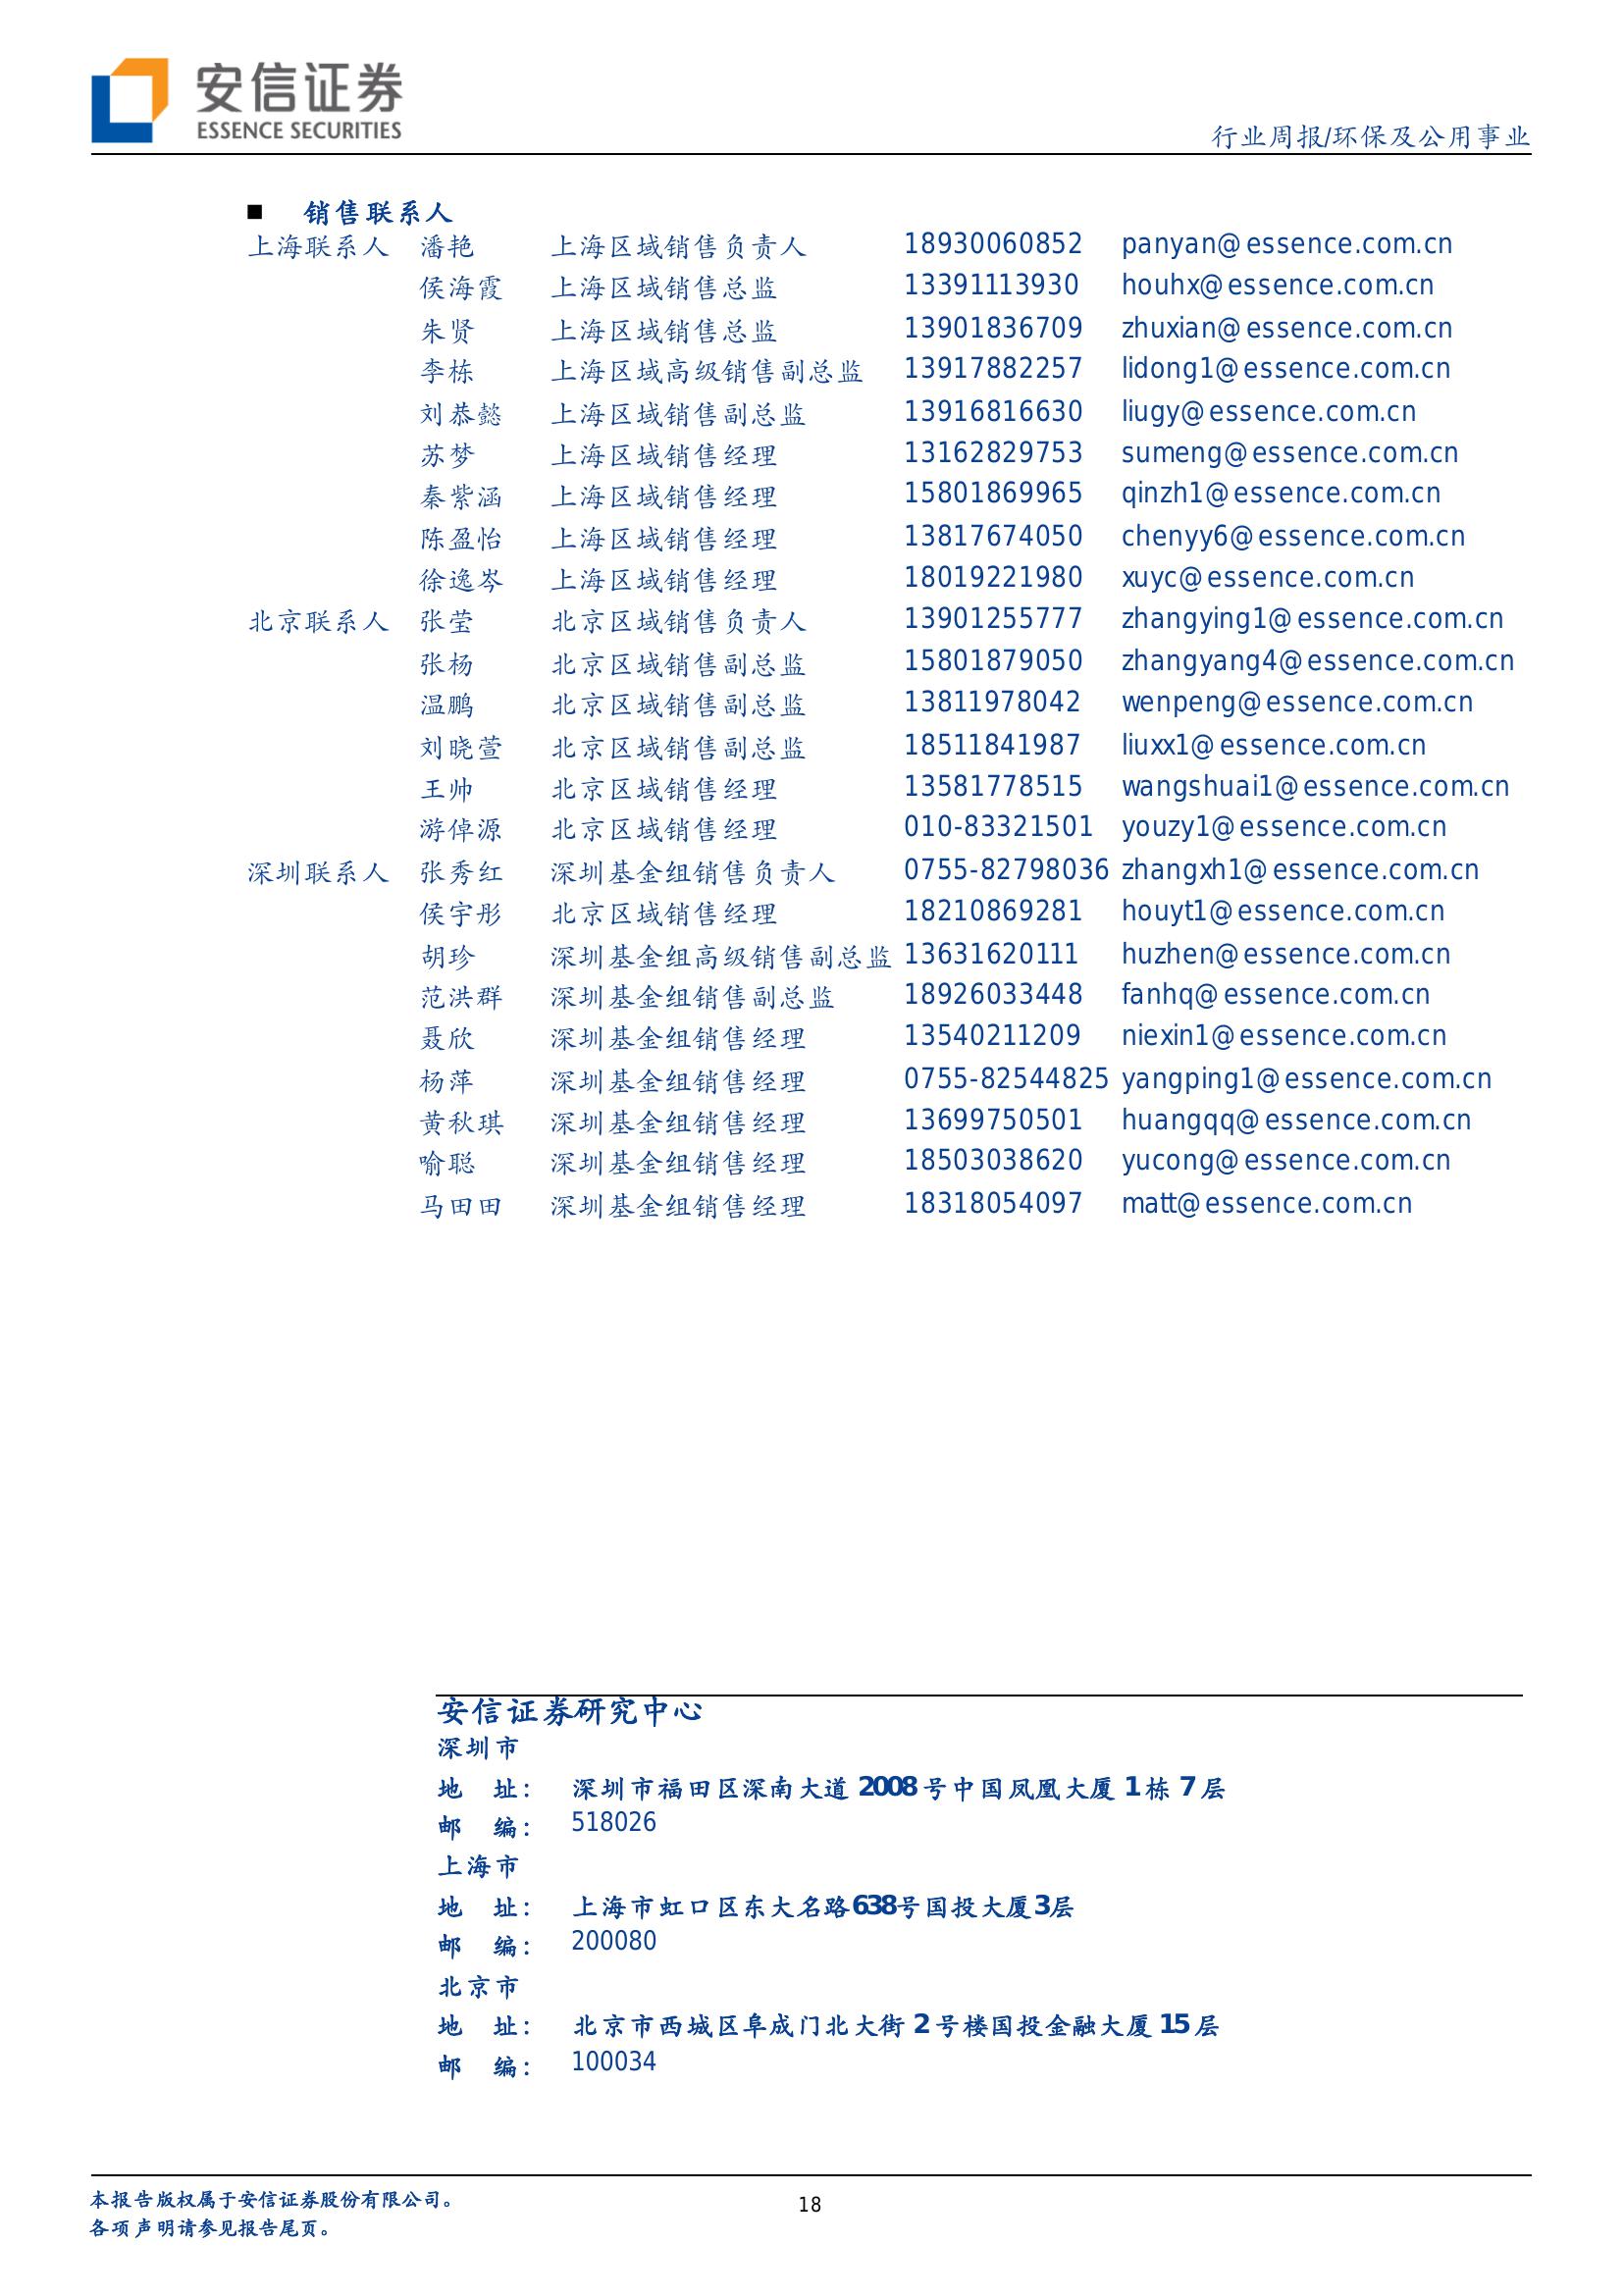 安信证券
ESSENCE SECURITIES
行业周报/环保及公用事业
■ 销售联系人
上海联系人 潘艳 上海区域销售负责人 18930060852 panyan@essence.com.cn
侯海霞 上海区域销售总监 13391113930 houhx@essence.com.cn
朱贤 上海区域销售总监 13901836709 zhuxian@essence.com.cn
李栋 上海区域高级销售副总监 13917882257 lidong1@essence.com.cn
刘恭懿 上海区域销售副总监 13916816630 liugy@essence.com.cn
苏梦 上海区域销售经理 13162829753 sumeng@essence.com.cn
秦紫涵 上海区域销售经理 15801869965 qinzh1@essence.com.cn
陈盈怡 上海区域销售经理 13817674050 chenyy6@essence.com.cn
徐逸岑 上海区域销售经理 18019221980 xuyc@essence.com.cn
北京联系人 张莹 北京区域销售负责人 13901255777 zhangying1@essence.com.cn
张杨 北京区域销售副总监 15801879050 zhangyang4@essence.com.cn
温鹏 北京区域销售副总监 13811978042 wenpeng@essence.com.cn
刘晓萱 北京区域销售副总监 18511841987 liuxx1@essence.com.cn
王帅 北京区域销售经理 13581778515 wangshuai1@essence.com.cn
游倬源 北京区域销售经理 010-83321501 youzy1@essence.com.cn
深圳联系人 张秀红 深圳基金组销售负责人 0755-82798036 zhangxh1@essence.com.cn
侯宇彤 北京区域销售经理 18210869281 houyt1@essence.com.cn
胡珍 深圳基金组高级销售副总监 13631620111 huzhen@essence.com.cn
范洪群 深圳基金组销售副总监 18926033448 fanhq@essence.com.cn
聂欣 深圳基金组销售经理 13540211209 niexin1@essence.com.cn
杨萍 深圳基金组销售经理 0755-82544825 yangping1@essence.com.cn
黄秋琪 深圳基金组销售经理 13699750501 huangqq@essence.com.cn
喻聪 深圳基金组销售经理 18503038620 yucong@essence.com.cn
马田田 深圳基金组销售经理 18318054097 matt@essence.com.cn
安信证券研究中心
深圳市
地 址： 深圳市福田区深南大道 2008 号中国凤凰大厦 1 栋 7 层
邮 编： 518026
上海市
地 址： 上海市虹口区东大名路638号国投大厦3层
邮 编： 200080
北京市
地 址： 北京市西城区阜成门北大街 2 号楼国投金融大厦 15 层
邮 编： 100034
本报告版权属于安信证券股份有限公司。
18
各项声明请参见报告尾页。